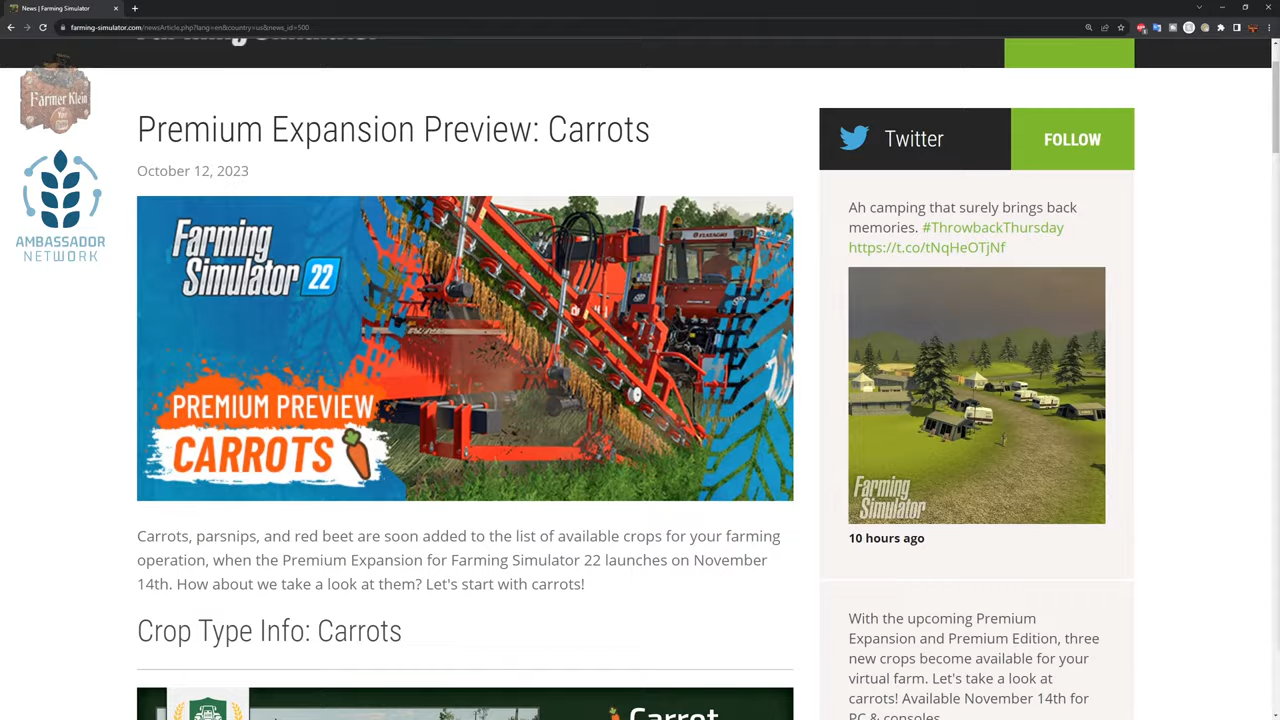 News | Farming Simulator
farming-simulator.com/newsArticle.php?lang=en&country=us&news_id=500
Farmer Klein
AMBASSADOR
NETWORK
Premium Expansion Preview: Carrots
October 12, 2023
Farming
Simulator 22
PREMIUM PREVIEW
CARROTS
Carrots, parsnips, and red beet are soon added to the list of available crops for your farming
operation, when the Premium Expansion for Farming Simulator 22 launches on November
14th. How about we take a look at them? Let's start with carrots!
Crop Type Info: Carrots
Carrot
Twitter
FOLLOW
Ah camping that surely brings back
memories. #ThrowbackThursday
https://t.co/tNqHeOTjNf
Farming
Simulator
10 hours ago
With the upcoming Premium
Expansion and Premium Edition, three
new crops become available for your
virtual farm. Let's take a look at
carrots! Available November 14th for
PC & consoles